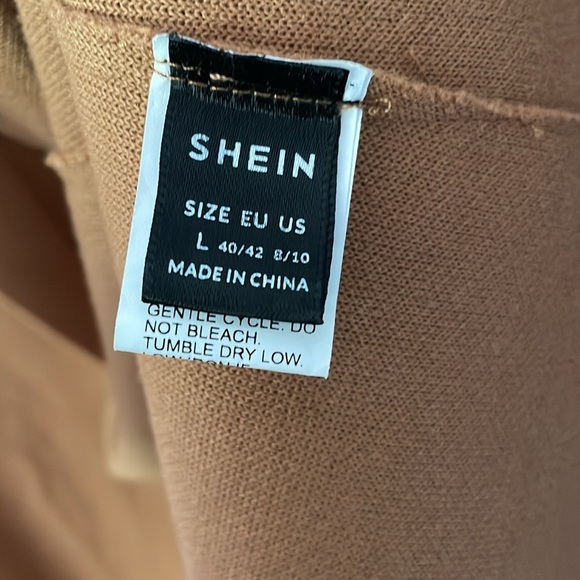 SHEIN
SIZE EU US
L 40/42 8/10
MADE IN CHINA
GENTLE CYCLE. DO
NOT BLEACH.
TUMBLE DRY LOW.